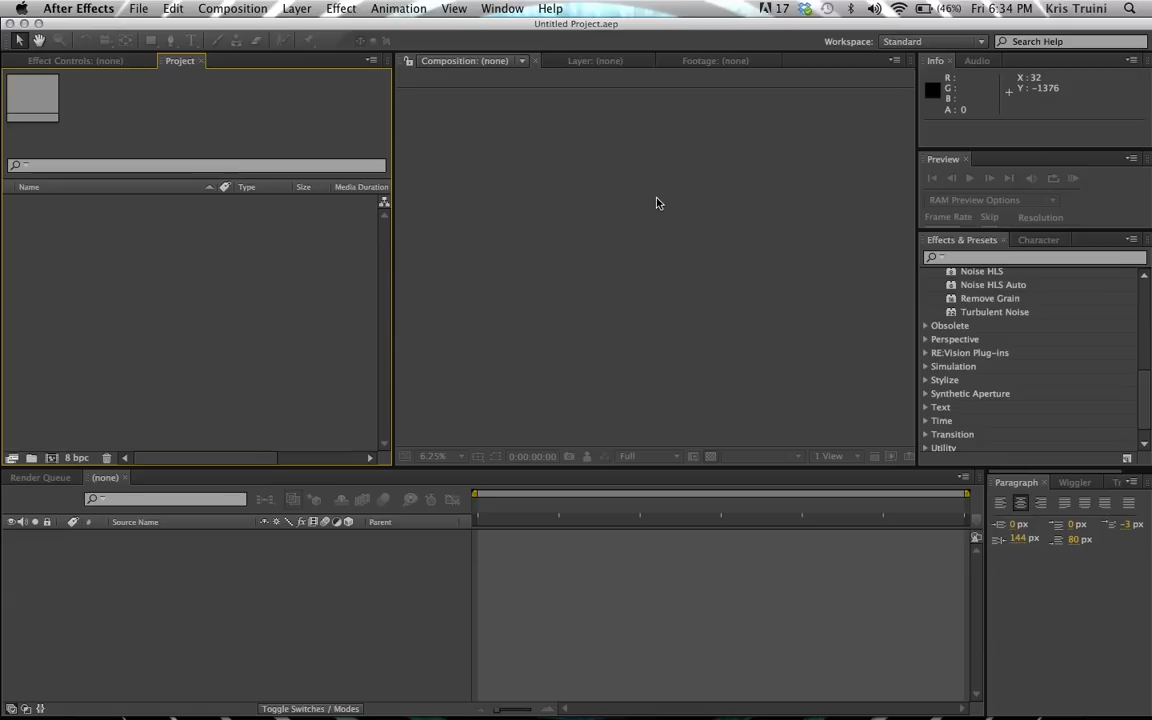 After Effects File Edit Composition Layer Effect Animation View Window Help 17 (46%) Fri 6:34 PM Kris Truini
Untitled Project.aep
T Workspace: Standard Search Help
Effect Controls: (none) Project Composition: (none) Layer: (none) Footage: (none) Info Audio
R : X : 32
G : Y : -1376
B :
A : 0
Preview
Name Type Size Media Duration
RAM Preview Options
Frame Rate Skip Resolution
Effects & Presets Character
Noise HLS
Noise HLS Auto
Remove Grain
Turbulent Noise
Obsolete
Perspective
RE:Vision Plug-ins
Simulation
Stylize
Synthetic Aperture
Text
Time
Transition
Utility
8 bpc 6.25% 0:00:00:00 Full 1 View
Render Queue (none) Paragraph Wiggler Tr
# Source Name fx Parent
0 px 0 px -3 px
144 px 80 px
Toggle Switches / Modes